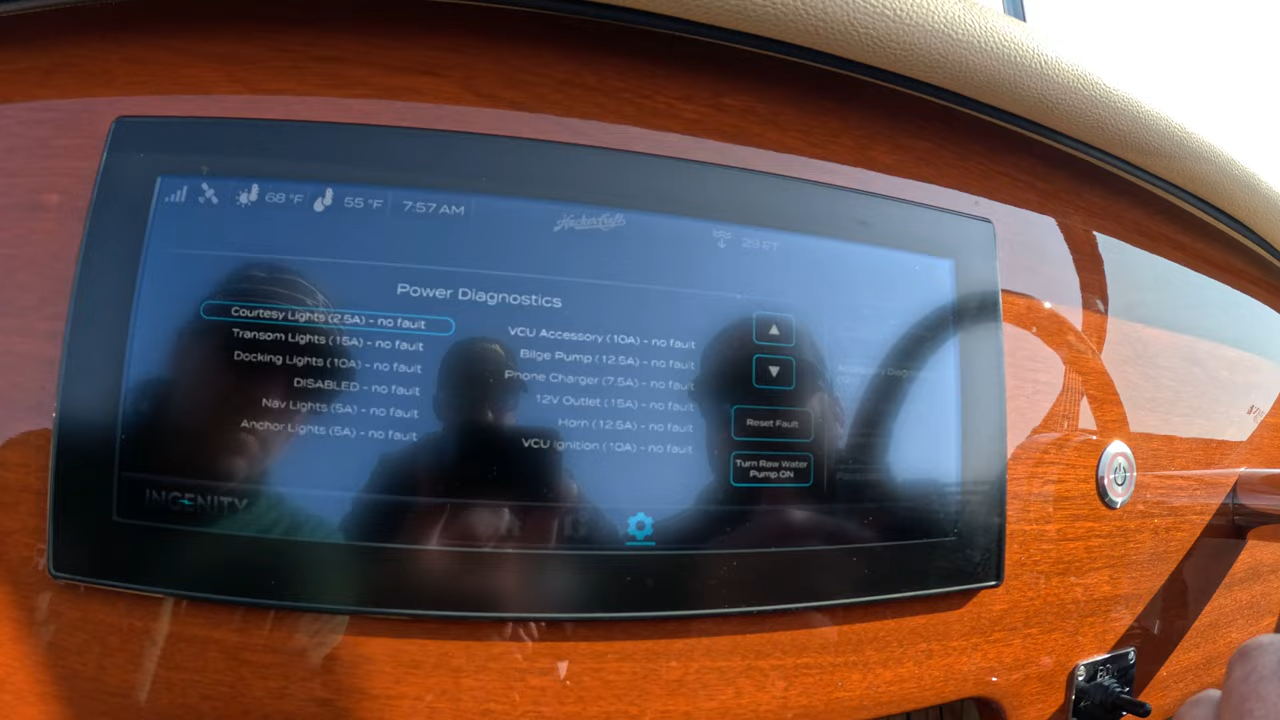 68 °F 55 °F 7:57 AM
HackerCraft
29 FT
Power Diagnostics
Courtesy Lights (2.5A) - no fault
Transom Lights (15A) - no fault
Docking Lights (10A) - no fault
DISABLED - no fault
Nav Lights (5A) - no fault
Anchor Lights (5A) - no fault
VCU Accessory (10A) - no fault
Bilge Pump (12.5A) - no fault
Phone Charger (7.5A) - no fault
12V Outlet (15A) - no fault
Horn (12.5A) - no fault
VCU Ignition (10A) - no fault
▲
▼
Reset Fault
Turn Raw Water
Pump ON
INGENITY